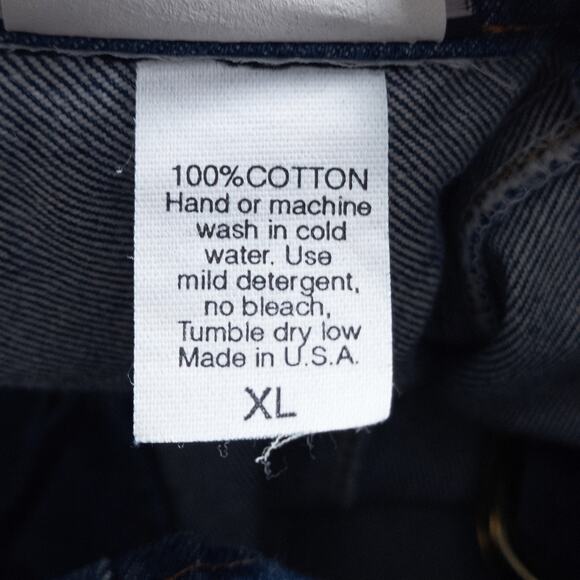 100%COTTON
Hand or machine
wash in cold
water. Use
mild detergent,
no bleach,
Tumble dry low
Made in U.S.A.
XL